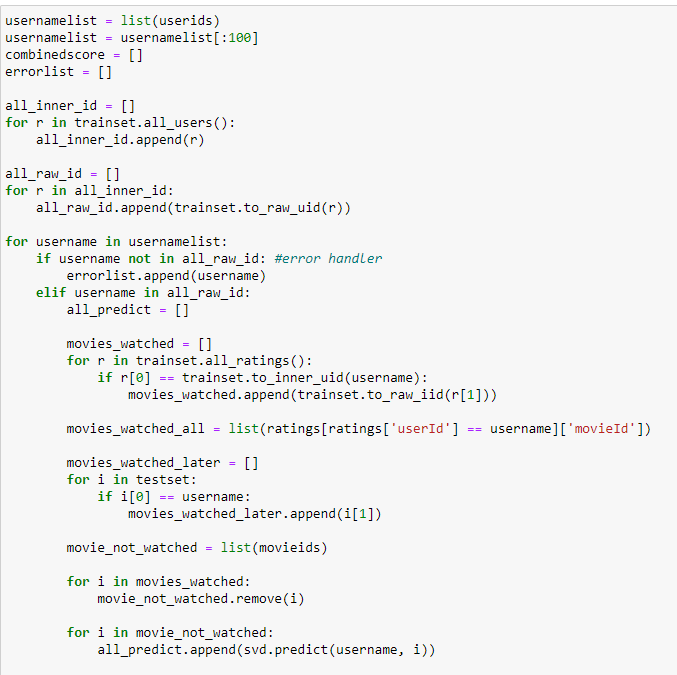 usernamelist = list(userids)
usernamelist = usernamelist[:100]
combinedscore = []
errorlist = []

all_inner_id = []
for r in trainset.all_users():
    all_inner_id.append(r)

all_raw_id = []
for r in all_inner_id:
    all_raw_id.append(trainset.to_raw_uid(r))

for username in usernamelist:
    if username not in all_raw_id: #error handler
        errorlist.append(username)
    elif username in all_raw_id:
        all_predict = []

        movies_watched = []
        for r in trainset.all_ratings():
            if r[0] == trainset.to_inner_uid(username):
                movies_watched.append(trainset.to_raw_iid(r[1]))

        movies_watched_all = list(ratings[ratings['userId'] == username]['movieId'])

        movies_watched_later = []
        for i in testset:
            if i[0] == username:
                movies_watched_later.append(i[1])

        movie_not_watched = list(movieids)

        for i in movies_watched:
            movie_not_watched.remove(i)

        for i in movie_not_watched:
            all_predict.append(svd.predict(username, i))